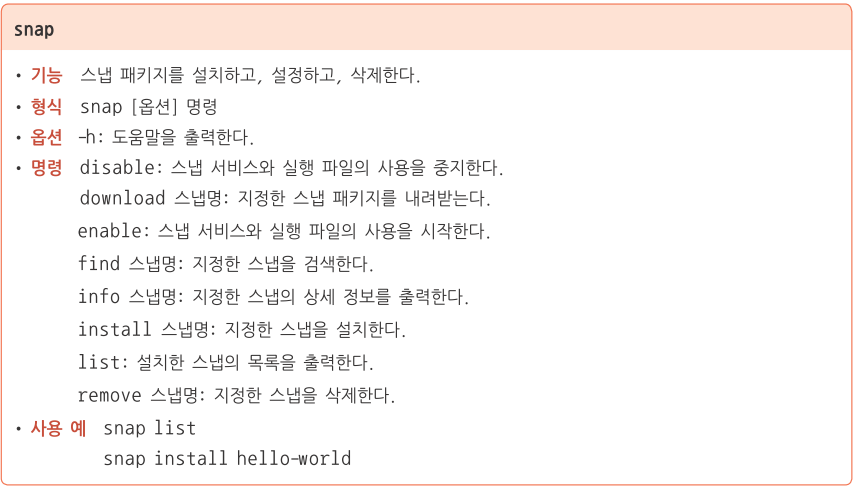 snap
• 기능 스냅 패키지를 설치하고, 설정하고, 삭제한다.
• 형식 snap [옵션] 명령
• 옵션 -h: 도움말을 출력한다.
• 명령 disable: 스냅 서비스와 실행 파일의 사용을 중지한다.
download 스냅명: 지정한 스냅 패키지를 내려받는다.
enable: 스냅 서비스와 실행 파일의 사용을 시작한다.
find 스냅명: 지정한 스냅을 검색한다.
info 스냅명: 지정한 스냅의 상세 정보를 출력한다.
install 스냅명: 지정한 스냅을 설치한다.
list: 설치한 스냅의 목록을 출력한다.
remove 스냅명: 지정한 스냅을 삭제한다.
• 사용 예 snap list
snap install hello-world